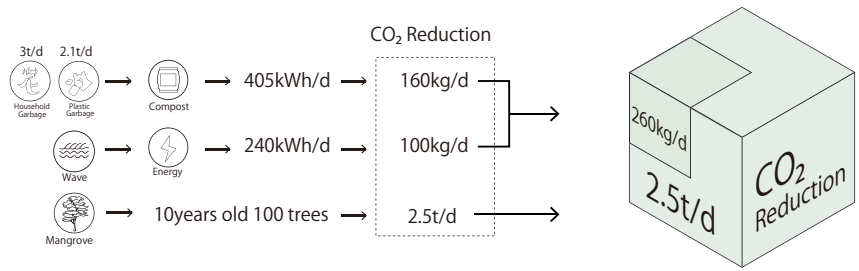 CO₂ Reduction
3t/d 2.1t/d
Household Garbage
Plastic Garbage
Compost
405kWh/d
160kg/d
Wave
Energy
240kWh/d
100kg/d
Mangrove
10years old 100 trees
2.5t/d
260kg/d
2.5t/d
CO₂
Reduction